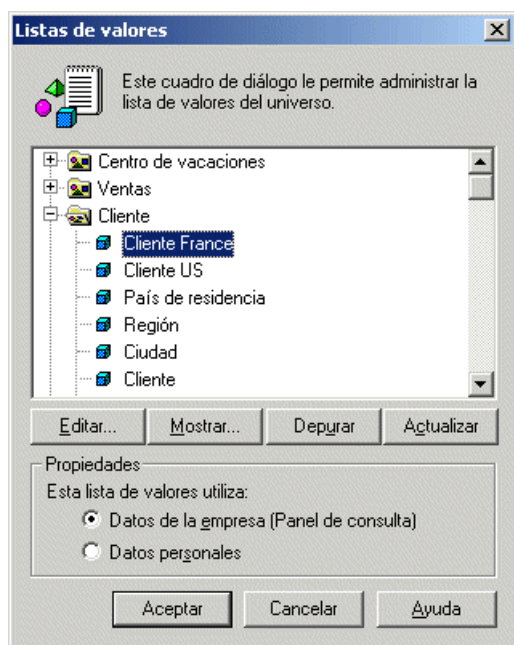 Listas de valores
Este cuadro de diálogo le permite administrar la
lista de valores del universo.
Centro de vacaciones
Ventas
Cliente
Cliente France
Cliente US
País de residencia
Región
Ciudad
Cliente
Editar... Mostrar... Depurar Actualizar
Propiedades
Esta lista de valores utiliza:
Datos de la empresa (Panel de consulta)
Datos personales
Aceptar Cancelar Ayuda